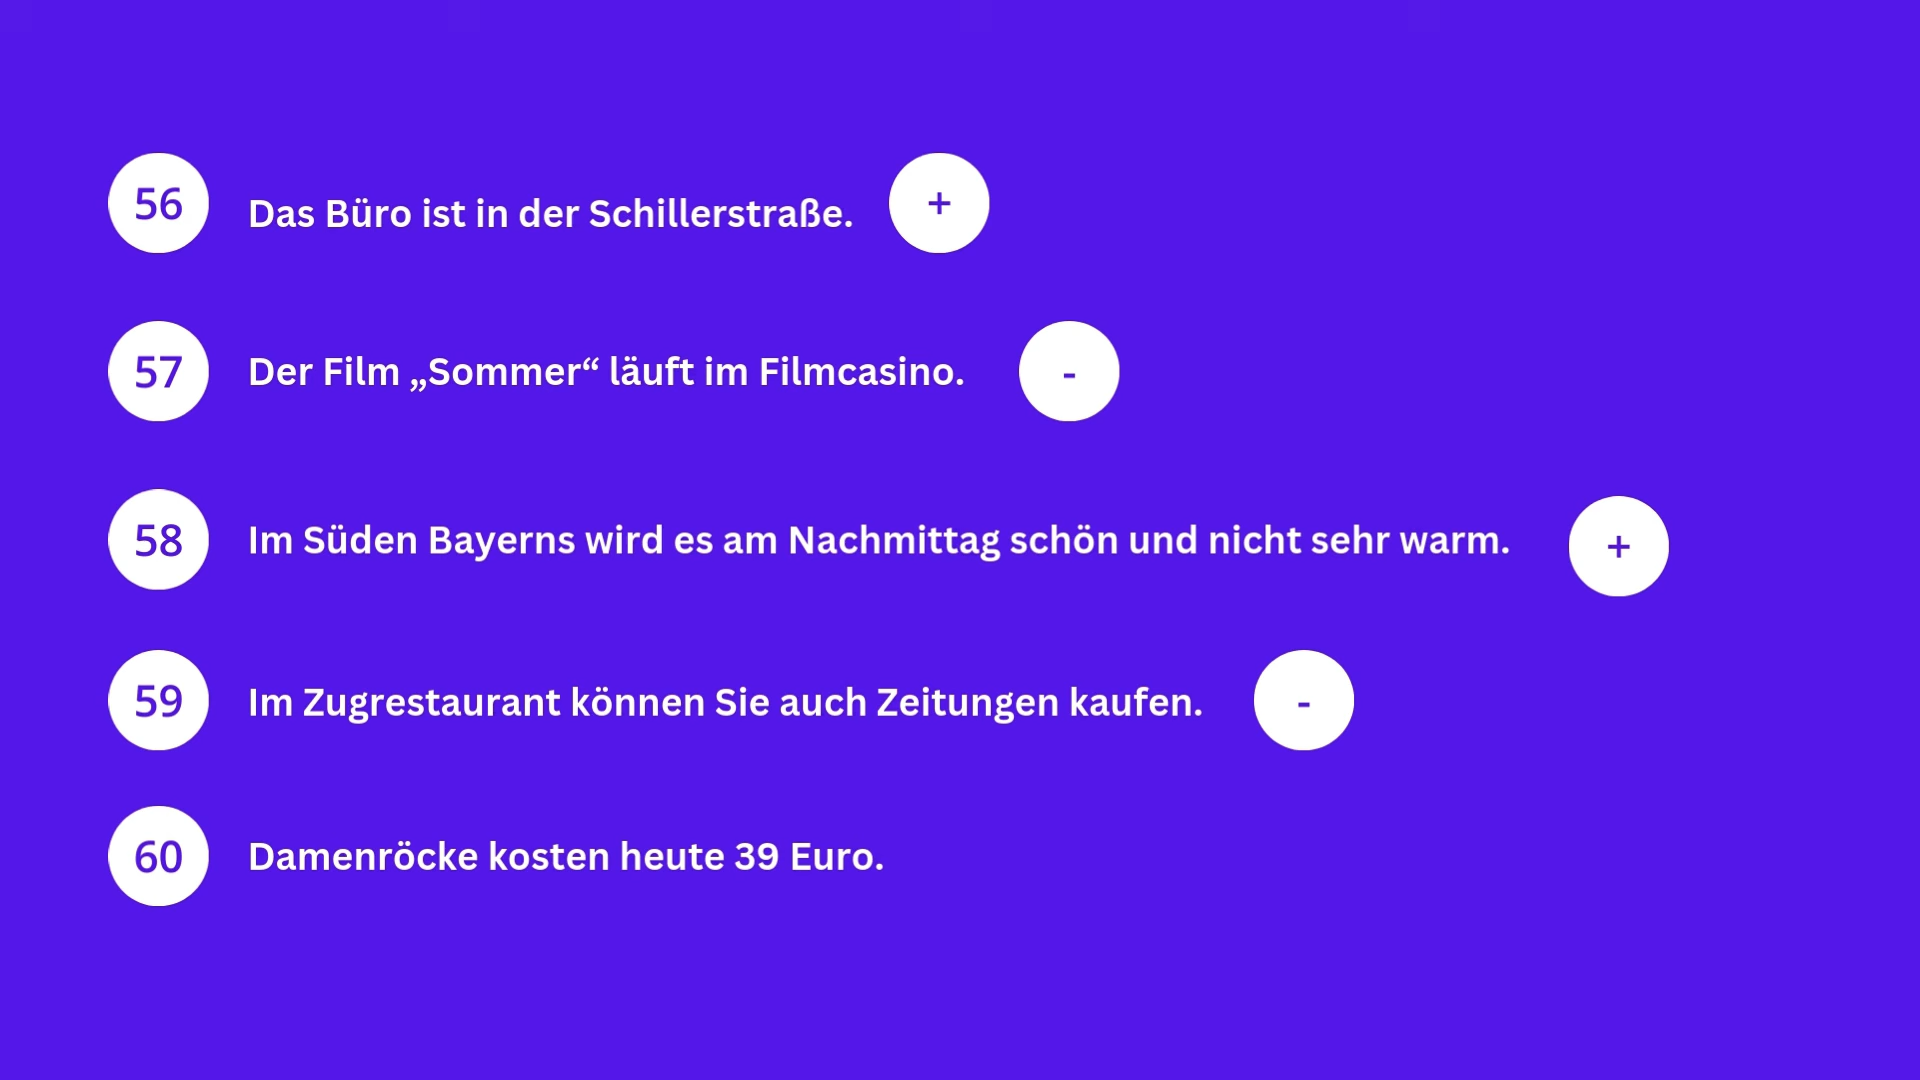 56 Das Büro ist in der Schillerstraße. +
57 Der Film „Sommer“ läuft im Filmcasino. -
58 Im Süden Bayerns wird es am Nachmittag schön und nicht sehr warm. +
59 Im Zugrestaurant können Sie auch Zeitungen kaufen. -
60 Damenröcke kosten heute 39 Euro.